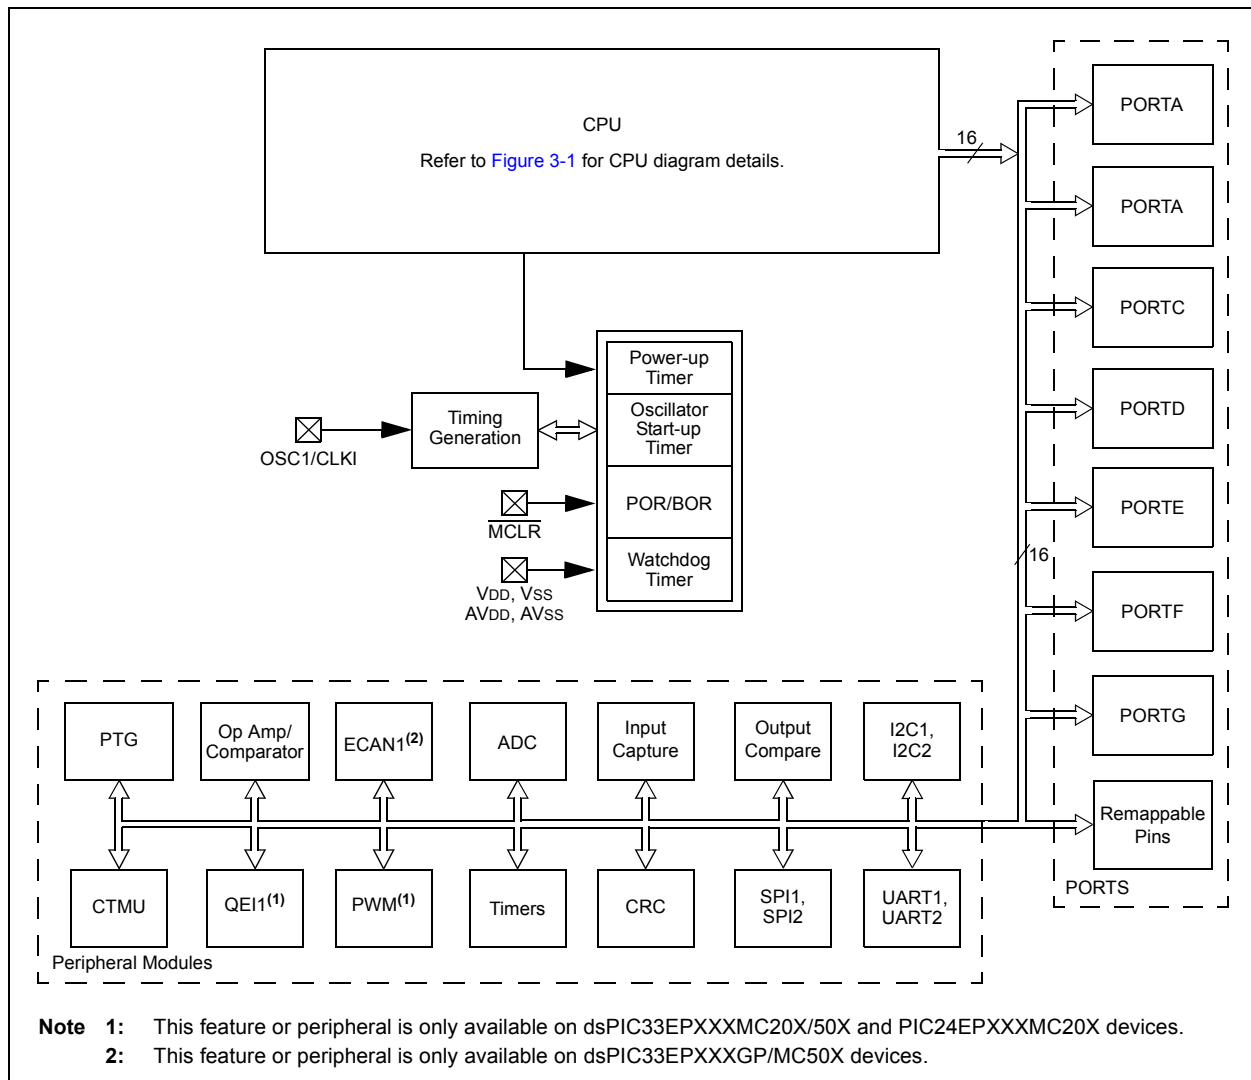 CPU
Refer to Figure 3-1 for CPU diagram details.
16
PORTA
PORTA
PORTC
PORTD
PORTE
16
PORTF
PORTG
Remappable
Pins
PORTS
Power-up
Timer
Oscillator
Start-up
Timer
POR/BOR
Watchdog
Timer
Timing
Generation
OSC1/CLKI
MCLR
VDD, VSS
AVDD, AVSS
PTG
Op Amp/
Comparator
ECAN1(2)
ADC
Input
Capture
Output
Compare
I2C1,
I2C2
CTMU
QEI1(1)
PWM(1)
Timers
CRC
SPI1,
SPI2
UART1,
UART2
Peripheral Modules
Note 1: This feature or peripheral is only available on dsPIC33EPXXXMC20X/50X and PIC24EPXXXMC20X devices.
2: This feature or peripheral is only available on dsPIC33EPXXXGP/MC50X devices.